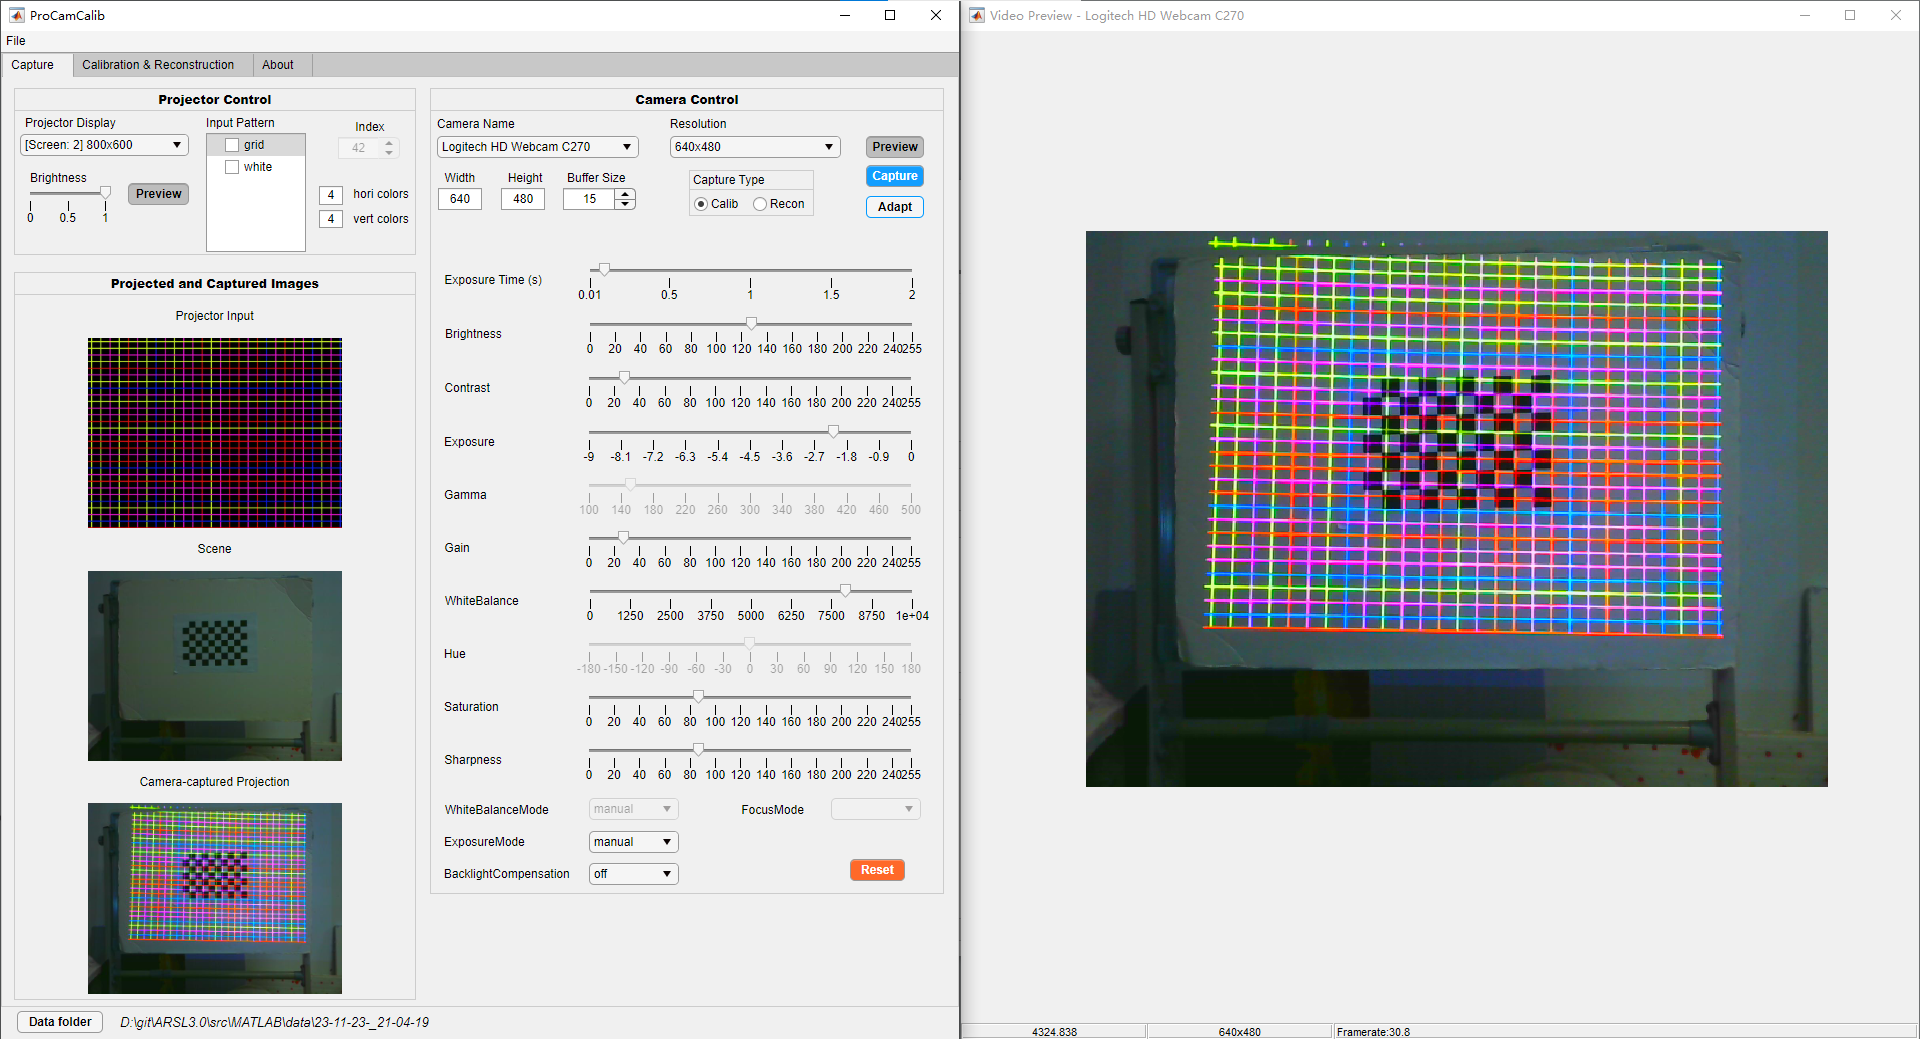 ProCamCalib
File
Capture
Calibration & Reconstruction
About
Projector Control
Projector Display
Input Pattern
Index
[Screen: 2] 800x600
grid
42
white
Brightness
Preview
0 0.5 1
4 hori colors
4 vert colors
Projected and Captured Images
Projector Input
Scene
Camera-captured Projection
Data folder
D:\git\ARSL3.0\src\MATLAB\data\23-11-23-_21-04-19
Camera Control
Camera Name
Resolution
Logitech HD Webcam C270
640x480
Preview
Width
Height
Buffer Size
Capture Type
Capture
640
480
15
Calib
Recon
Adapt
Exposure Time (s)
0.01 0.5 1 1.5 2
Brightness
0 20 40 60 80 100 120 140 160 180 200 220 240 255
Contrast
0 20 40 60 80 100 120 140 160 180 200 220 240 255
Exposure
-9 -8.1 -7.2 -6.3 -5.4 -4.5 -3.6 -2.7 -1.8 -0.9 0
Gamma
100 140 180 220 260 300 340 380 420 460 500
Gain
0 20 40 60 80 100 120 140 160 180 200 220 240 255
WhiteBalance
0 1250 2500 3750 5000 6250 7500 8750 1e+04
Hue
-180 -150 -120 -90 -60 -30 0 30 60 90 120 150 180
Saturation
0 20 40 60 80 100 120 140 160 180 200 220 240 255
Sharpness
0 20 40 60 80 100 120 140 160 180 200 220 240 255
WhiteBalanceMode
manual
FocusMode
ExposureMode
manual
BacklightCompensation
off
Reset
Video Preview - Logitech HD Webcam C270
4324.838
640x480
Framerate:30.8